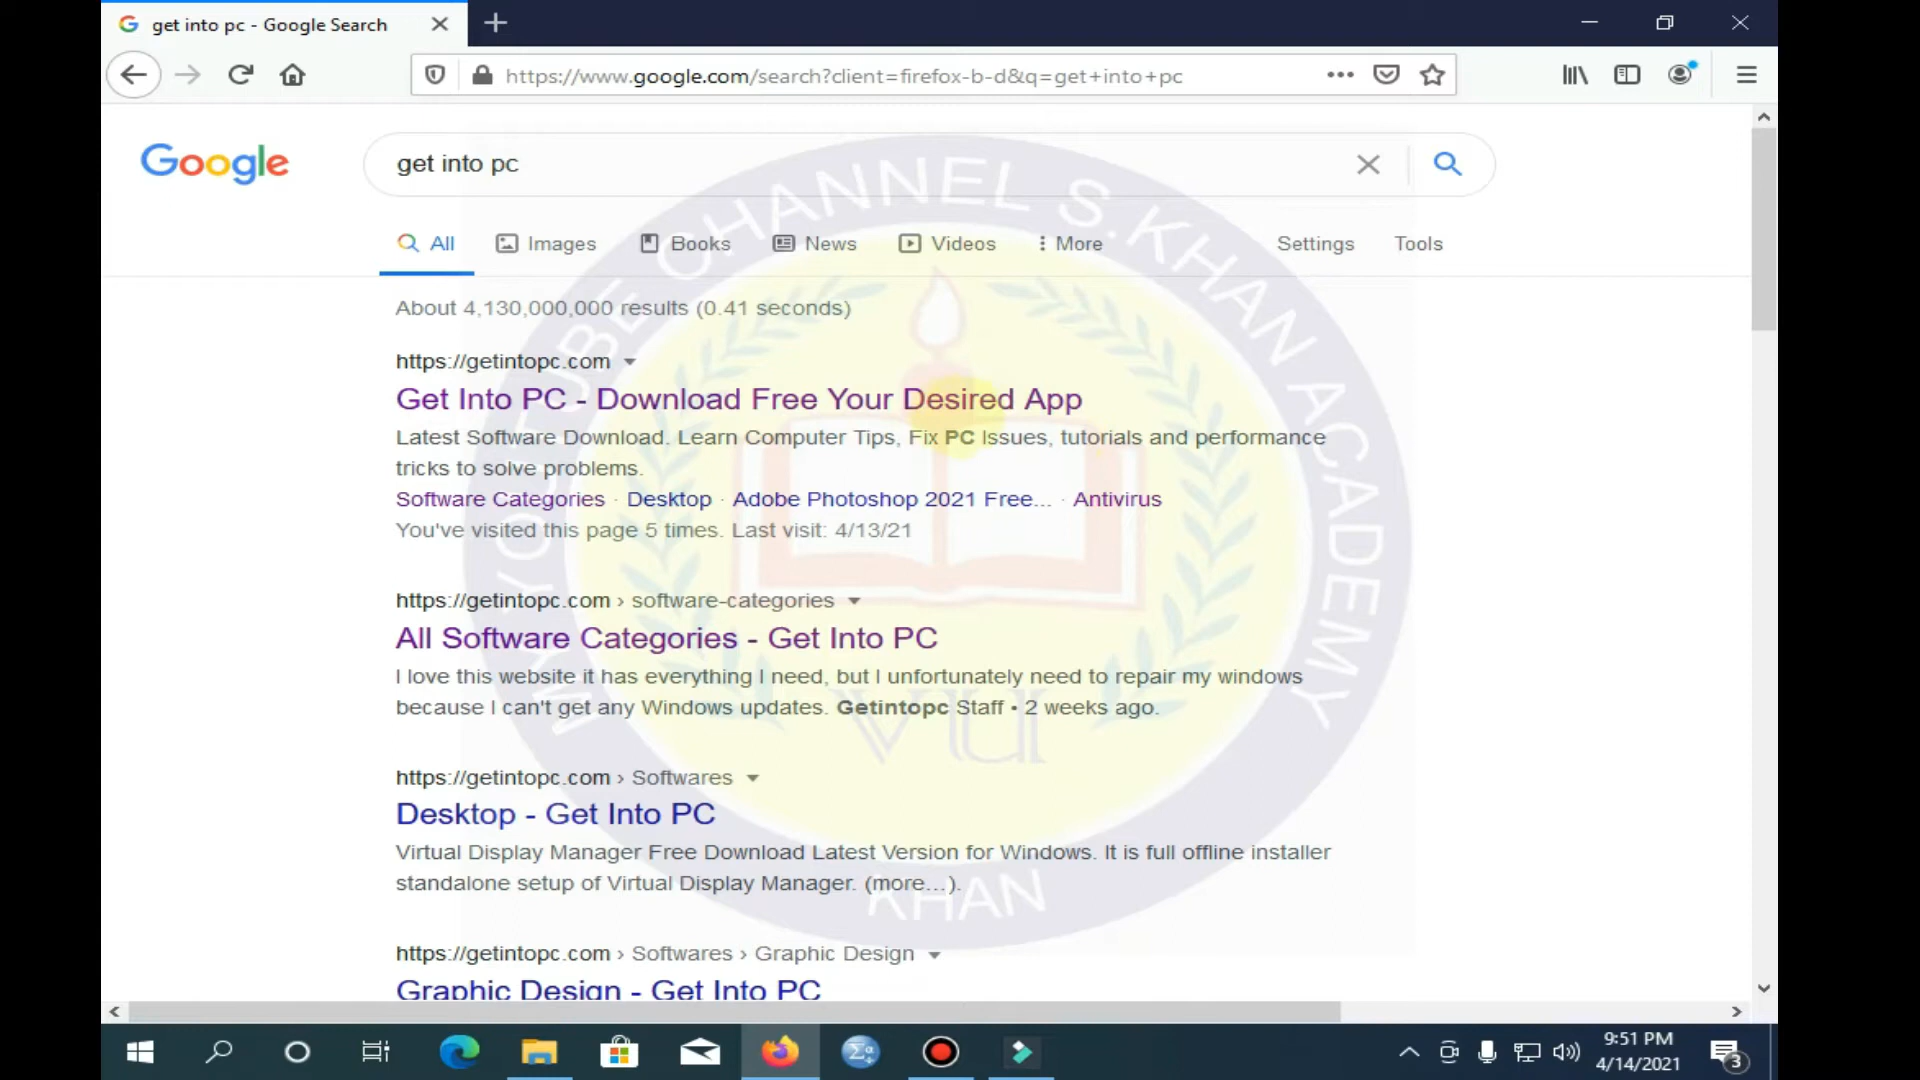 get into pc - Google Search
https://www.google.com/search?client=firefox-b-d&q=get+into+pc
Google
get into pc
All Images Books News Videos More Settings Tools
About 4,130,000,000 results (0.41 seconds)
https://getintopc.com
Get Into PC - Download Free Your Desired App
Latest Software Download. Learn Computer Tips, Fix PC Issues, tutorials and performance
tricks to solve problems.
Software Categories · Desktop · Adobe Photoshop 2021 Free... · Antivirus
You've visited this page 5 times. Last visit: 4/13/21
https://getintopc.com › software-categories
All Software Categories - Get Into PC
I love this website it has everything I need, but I unfortunately need to repair my windows
because I can't get any Windows updates. Getintopc Staff • 2 weeks ago.
https://getintopc.com › Softwares
Desktop - Get Into PC
Virtual Display Manager Free Download Latest Version for Windows. It is full offline installer
standalone setup of Virtual Display Manager. (more...).
https://getintopc.com › Softwares › Graphic Design
Graphic Design - Get Into PC
MY YOUTUBE CHANNEL S.KHAN ACADEMY
VU
KHAN
9:51 PM
4/14/2021
3